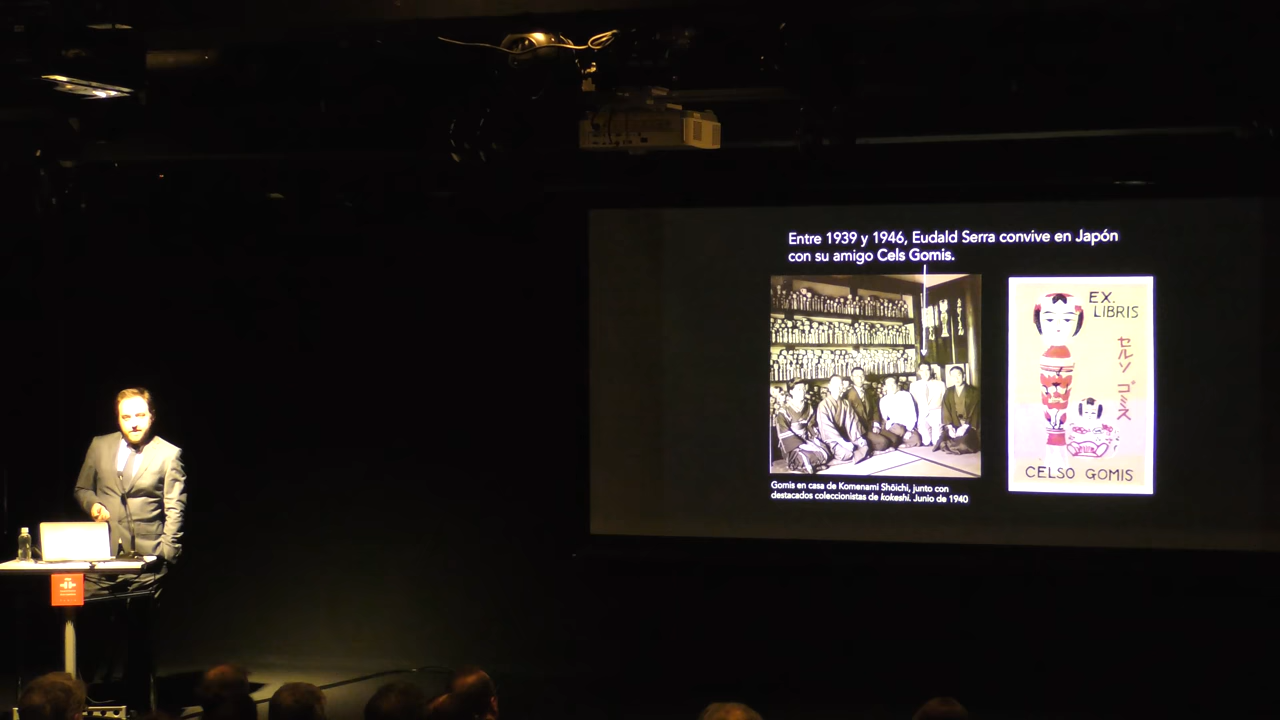 Entre 1939 y 1946, Eudald Serra convive en Japón
con su amigo Cels Gomis.
EX.
LIBRIS
セルソ ゴミス
CELSO GOMIS
Gomis en casa de Komenami Shōichi, junto con
destacados coleccionistas de kokeshi. Junio de 1940